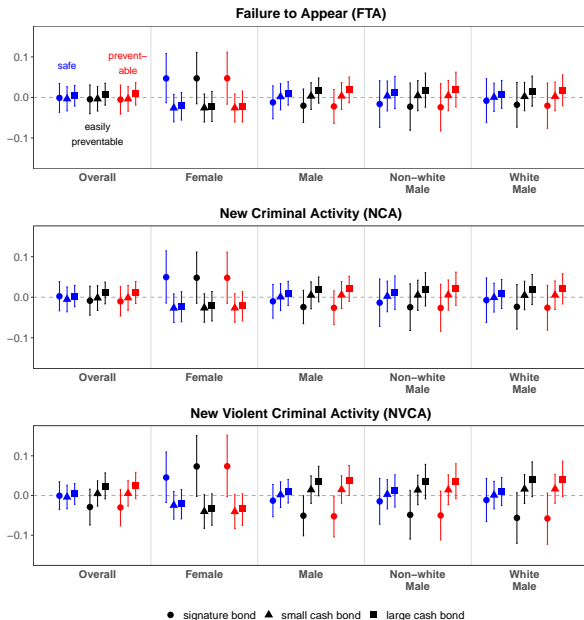 Failure to Appear (FTA)
safe
prevent-
able
easily
preventable
0.1
0.0
−0.1
Overall
Female
Male
Non−white
Male
White
Male
New Criminal Activity (NCA)
0.1
0.0
−0.1
Overall
Female
Male
Non−white
Male
White
Male
New Violent Criminal Activity (NVCA)
0.1
0.0
−0.1
Overall
Female
Male
Non−white
Male
White
Male
signature bond
small cash bond
large cash bond